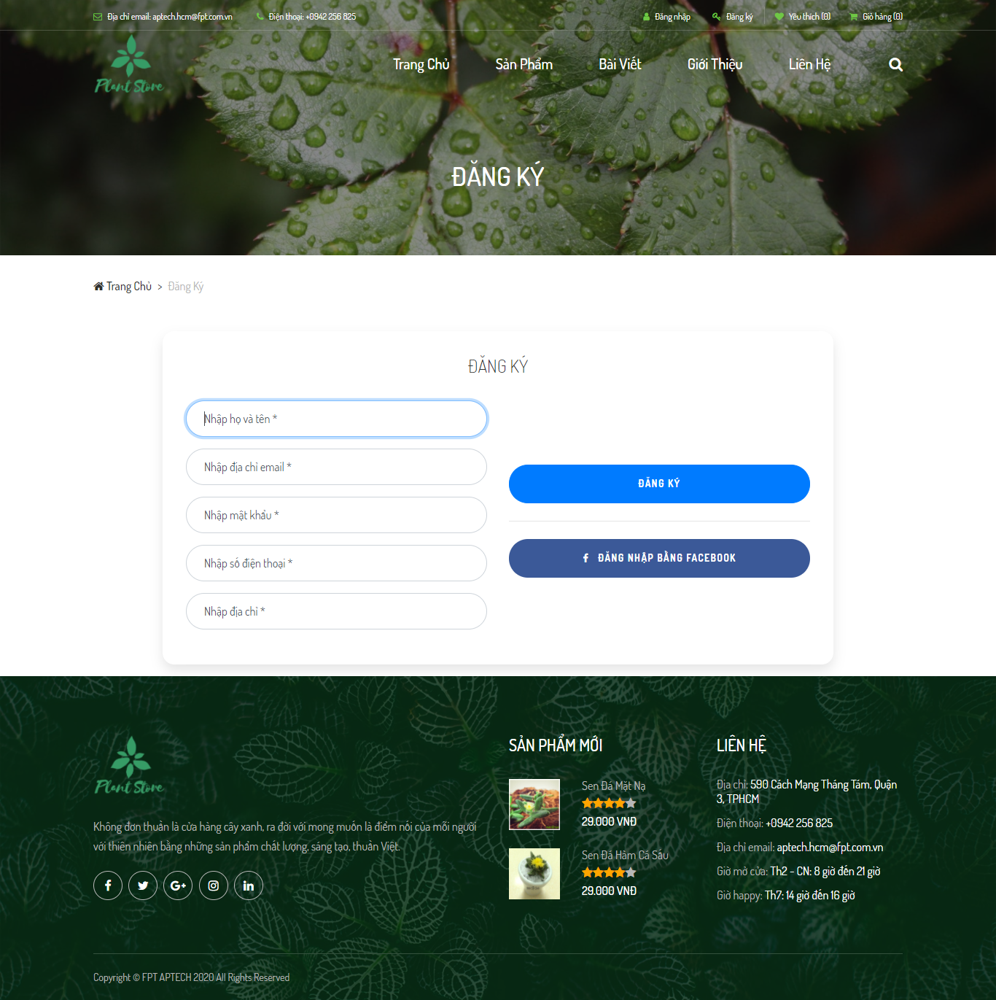 Địa chỉ email: aptech.hcm@fpt.com.vn
Điện thoại: +0942 256 825
Đăng nhập
Đăng ký
Yêu thích (0)
Giỏ hàng (0)
Plant Store
Trang Chủ
Sản Phẩm
Bài Viết
Giới Thiệu
Liên Hệ
ĐĂNG KÝ
Trang Chủ > Đăng Ký
ĐĂNG KÝ
Nhập họ và tên *
Nhập địa chỉ email *
Nhập mật khẩu *
Nhập số điện thoại *
Nhập địa chỉ *
ĐĂNG KÝ
ĐĂNG NHẬP BẰNG FACEBOOK
Plant Store
Không đơn thuần là cửa hàng cây xanh, ra đời với mong muốn là điểm nối của mỗi người
với thiên nhiên bằng những sản phẩm chất lượng, sáng tạo, thuần Việt.
SẢN PHẨM MỚI
Sen Đá Mặt Nạ
29.000 VNĐ
Sen Đá Hàm Cá Sấu
29.000 VNĐ
LIÊN HỆ
Địa chỉ: 590 Cách Mạng Tháng Tám, Quận
3, TPHCM
Điện thoại: +0942 256 825
Địa chỉ email: aptech.hcm@fpt.com.vn
Giờ mở cửa: Th2 - CN: 8 giờ đến 21 giờ
Giờ happy: Th7: 14 giờ đến 16 giờ
Copyright © FPT APTECH 2020 All Rights Reserved